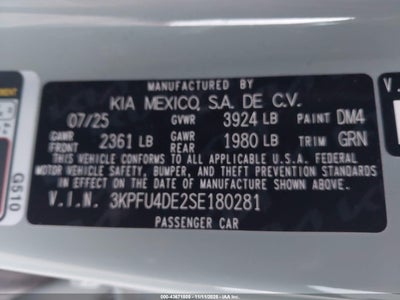 MANUFACTURED BY
KIA MEXICO, S.A. DE C.V.
07/25 GVWR 3924 LB PAINT DM4
GAWR FRONT 2361 LB GAWR REAR 1980 LB TRIM GRN
THIS VEHICLE CONFORMS TO ALL APPLICABLE U.S.A. FEDERAL
MOTOR VEHICLE SAFETY, BUMPER, AND THEFT PREVENTION STANDARDS
IN EFFECT ON THE DATE OF MANUFACTURE SHOWN ABOVE.
V.I.N. 3KPFU4DE2SE180281
PASSENGER CAR
G510